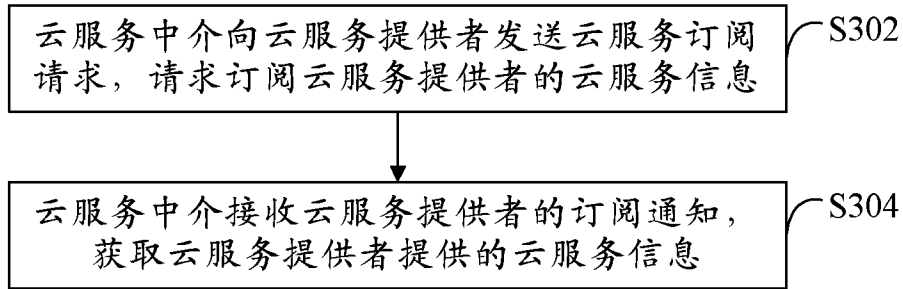 云服务中介向云服务提供者发送云服务订阅
请求，请求订阅云服务提供者的云服务信息
S302
云服务中介接收云服务提供者的订阅通知，
获取云服务提供者提供的云服务信息
S304